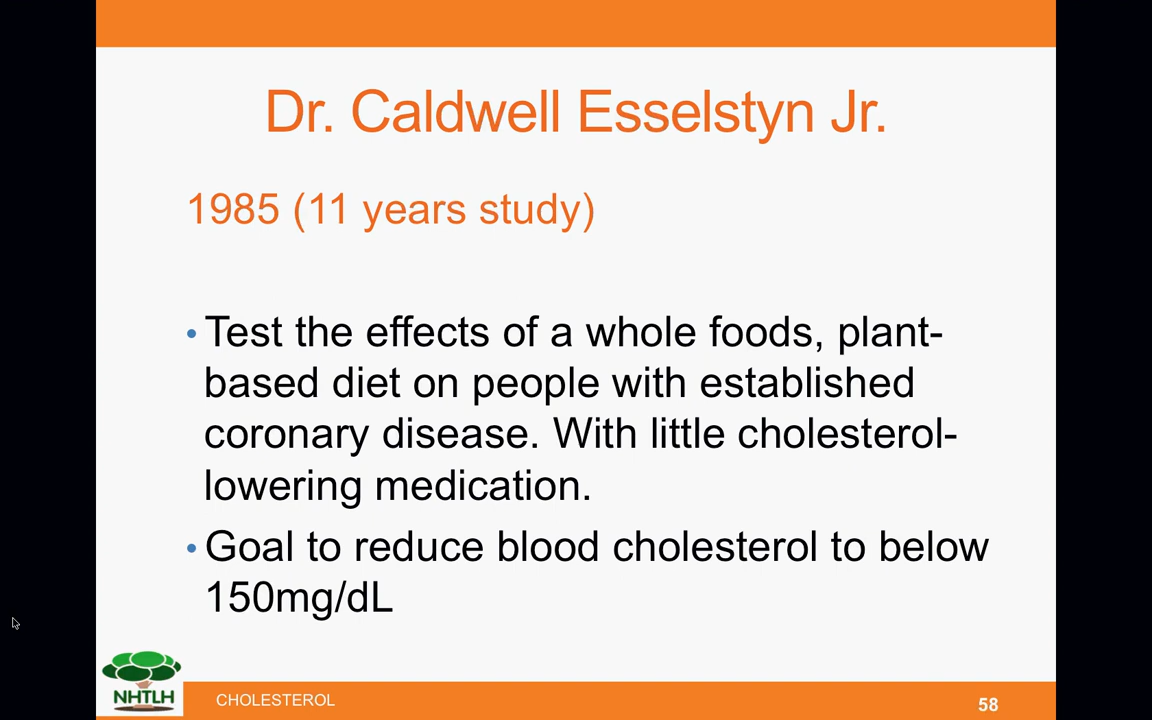 Dr. Caldwell Esselstyn Jr.
1985 (11 years study)
• Test the effects of a whole foods, plant-
based diet on people with established
coronary disease. With little cholesterol-
lowering medication.
• Goal to reduce blood cholesterol to below
150mg/dL
NHTLH
CHOLESTEROL
58